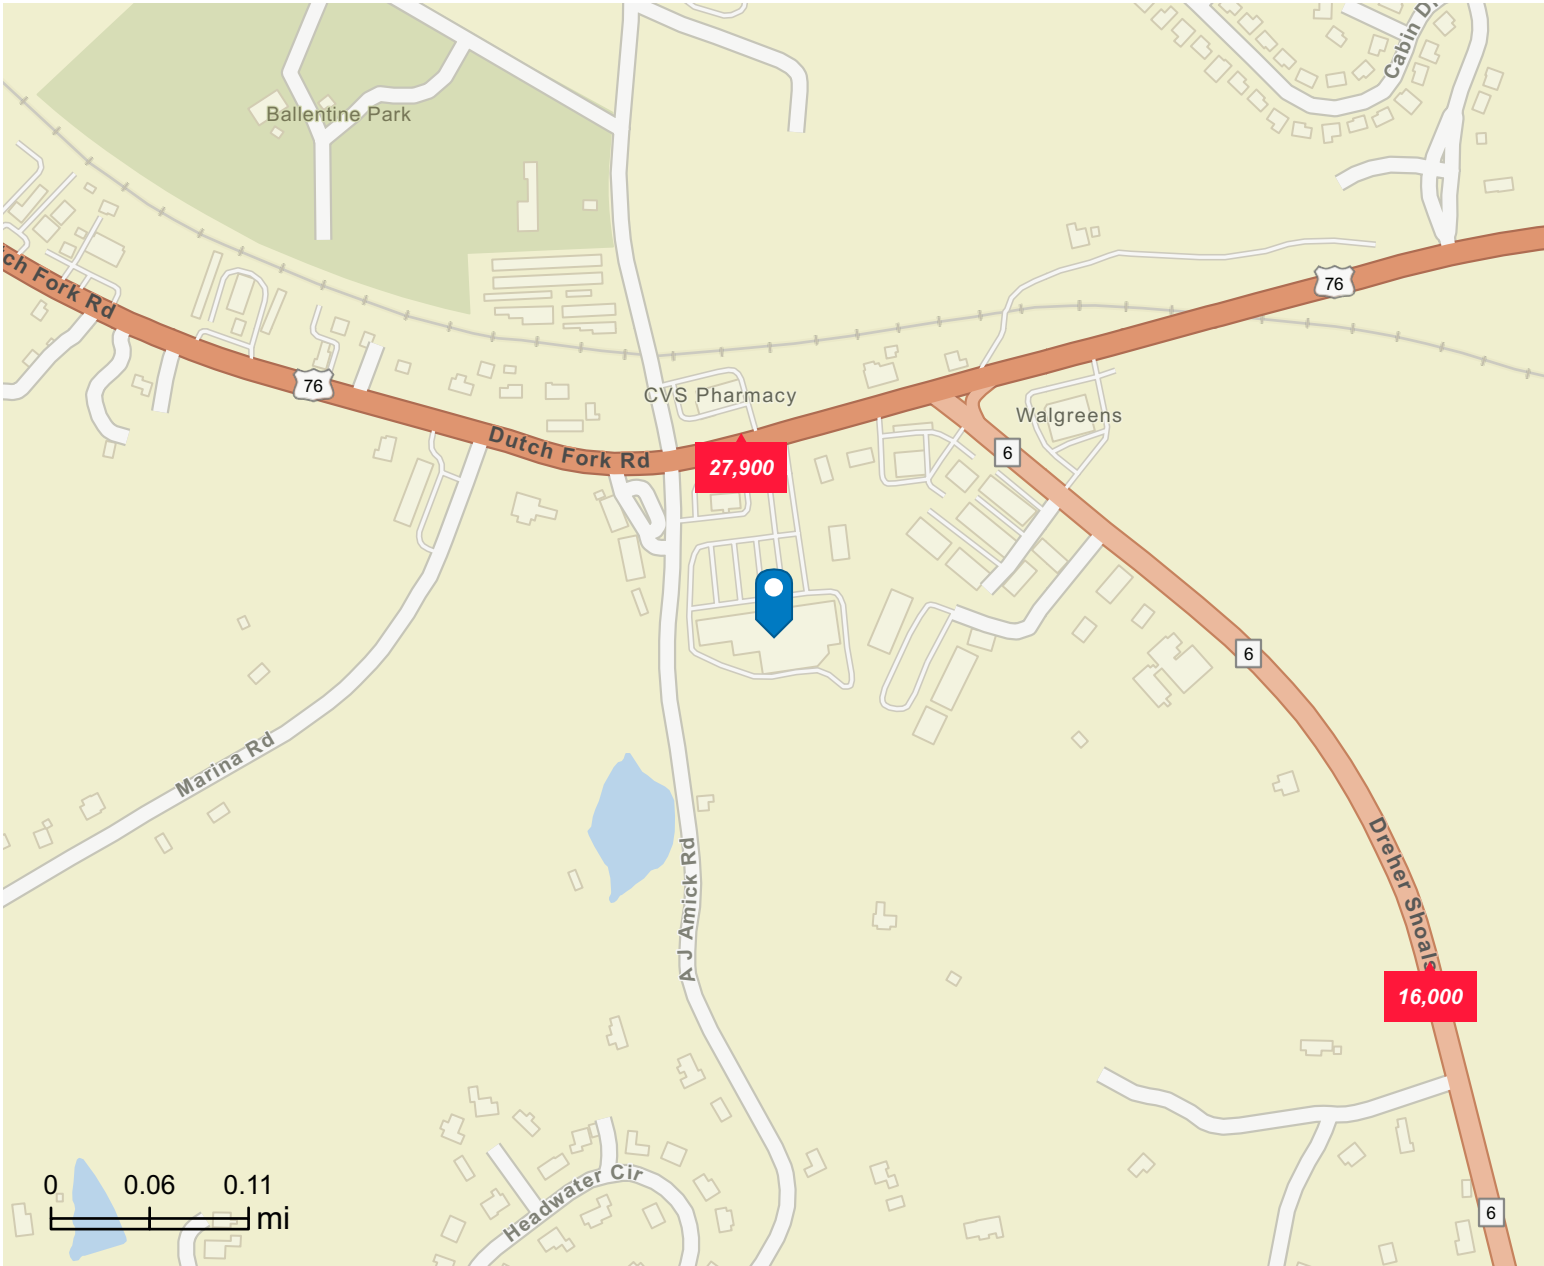 Cabin D
Ballentine Park
ch Fork Rd
76
76
CVS Pharmacy
Walgreens
Dutch Fork Rd
6
27,900
6
Marina Rd
A J Amick Rd
Dreher Shoals
16,000
Headwater Cir
0 0.06 0.11
mi
6